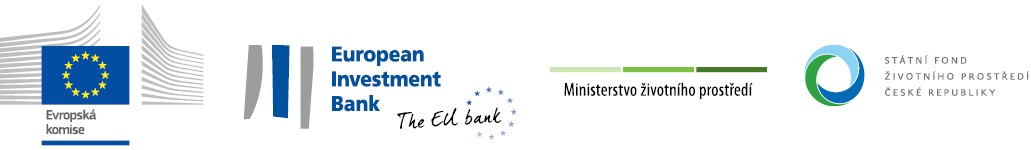 Evropská
komise
European
Investment
Bank
The EU bank
Ministerstvo životního prostředí
STÁTNÍ FOND
ŽIVOTNÍHO PROSTŘEDÍ
ČESKÉ REPUBLIKY